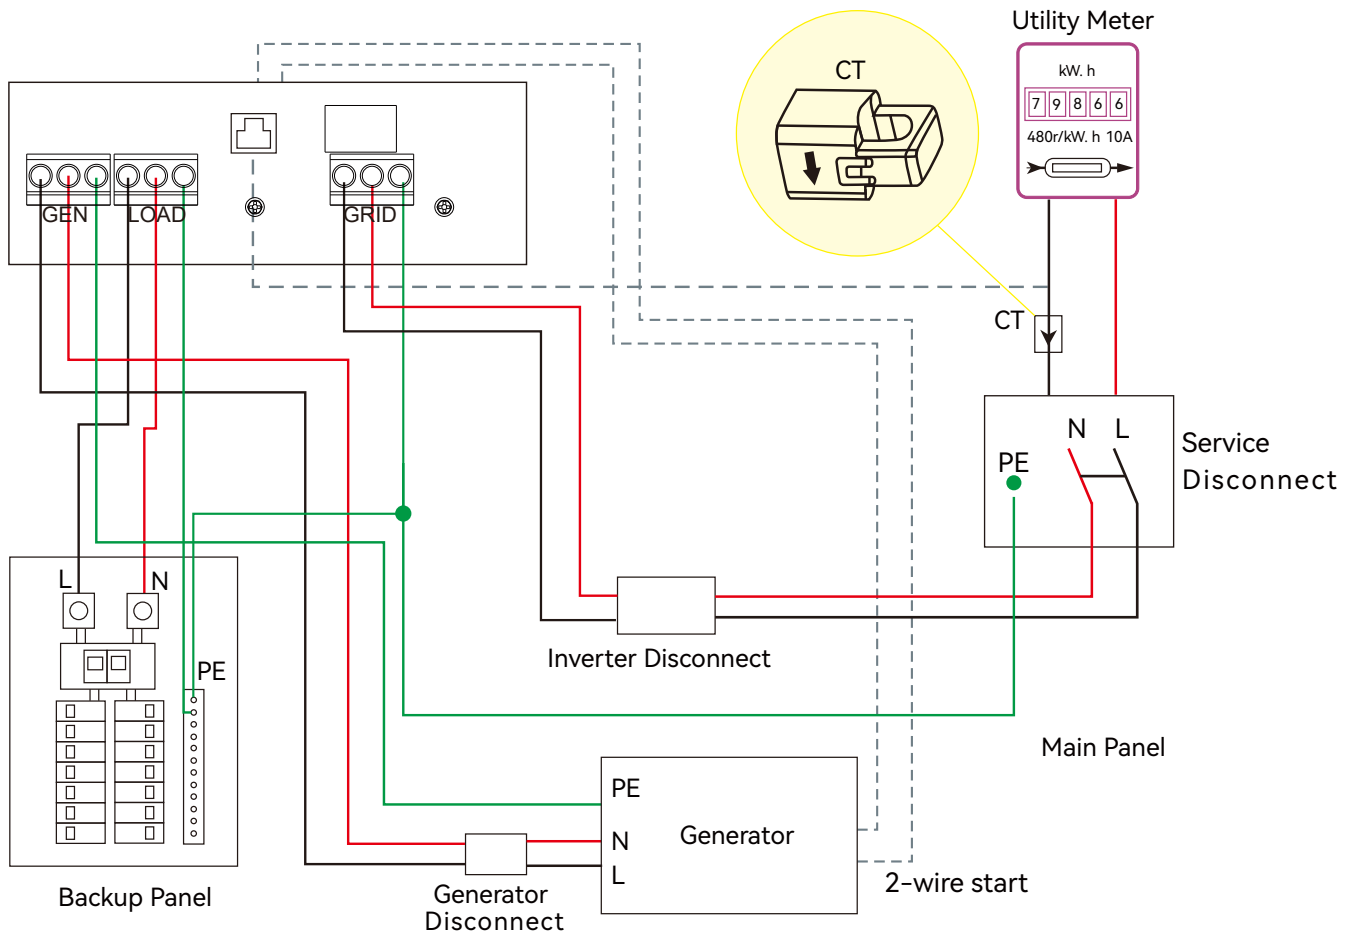 Utility Meter
CT
kW. h
7 9 8 6 6
480r/kW. h 10A
GEN
LOAD
GRID
CT
N
L
PE
Service
Disconnect
L
N
PE
Inverter Disconnect
Main Panel
PE
N
L
Generator
2-wire start
Backup Panel
Generator
Disconnect